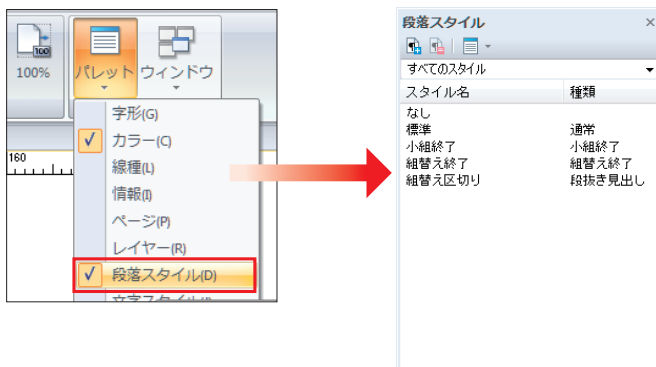 100
100%
パレット
ウィンドウ
字形(G)
カラー(C)
160
線種(L)
情報(I)
ページ(P)
レイヤー(R)
段落スタイル(D)
段落スタイル
すべてのスタイル
スタイル名 種類
なし
標準 通常
小組終了 小組終了
組替え終了 組替え終了
組替え区切り 段抜き見出し